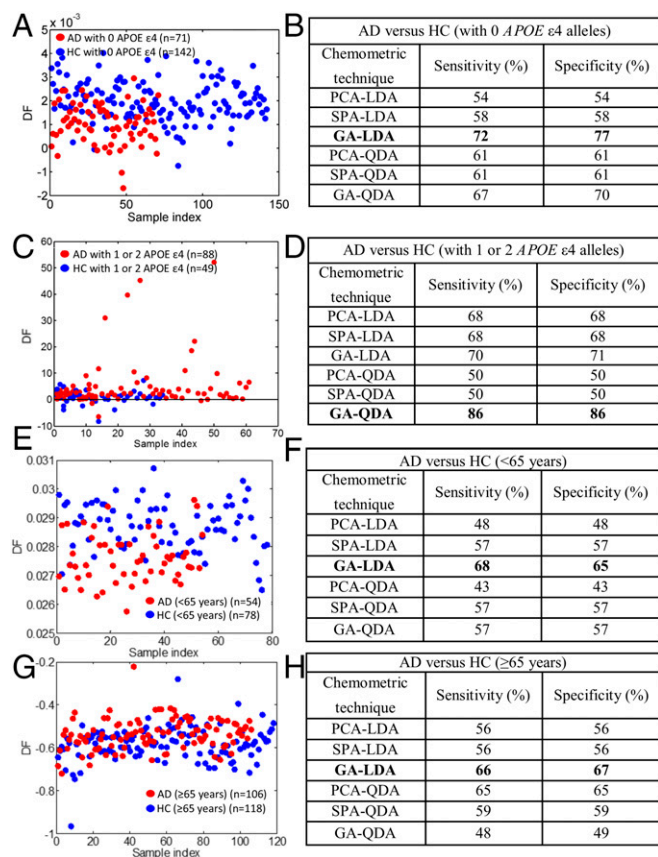 A
×10⁻³
AD with 0 APOE ε4 (n=71)
HC with 0 APOE ε4 (n=142)
5
4
3
2
1
0
-1
-2
DF
0 50 100 150
Sample index
B
AD versus HC (with 0 APOE ε4 alleles)
Chemometric technique Sensitivity (%) Specificity (%)
PCA-LDA 54 54
SPA-LDA 58 58
GA-LDA 72 77
PCA-QDA 61 61
SPA-QDA 61 61
GA-QDA 67 70
C
AD with 1 or 2 APOE ε4 (n=88)
HC with 1 or 2 APOE ε4 (n=49)
60
50
40
30
20
10
0
-10
DF
0 10 20 30 40 50 60 70
Sample index
D
AD versus HC (with 1 or 2 APOE ε4 alleles)
Chemometric technique Sensitivity (%) Specificity (%)
PCA-LDA 68 68
SPA-LDA 68 68
GA-LDA 70 71
PCA-QDA 50 50
SPA-QDA 50 50
GA-QDA 86 86
E
0.031
0.03
0.029
0.028
0.027
0.026
0.025
DF
AD (<65 years) (n=54)
HC (<65 years) (n=78)
0 20 40 60 80
Sample index
F
AD versus HC (<65 years)
Chemometric technique Sensitivity (%) Specificity (%)
PCA-LDA 48 48
SPA-LDA 57 57
GA-LDA 68 65
PCA-QDA 43 43
SPA-QDA 57 57
GA-QDA 57 57
G
-0.2
-0.4
-0.6
-0.8
-1
DF
AD (≥65 years) (n=106)
HC (≥65 years) (n=118)
0 20 40 60 80 100 120
Sample index
H
AD versus HC (≥65 years)
Chemometric technique Sensitivity (%) Specificity (%)
PCA-LDA 56 56
SPA-LDA 56 56
GA-LDA 66 67
PCA-QDA 65 65
SPA-QDA 59 59
GA-QDA 48 49